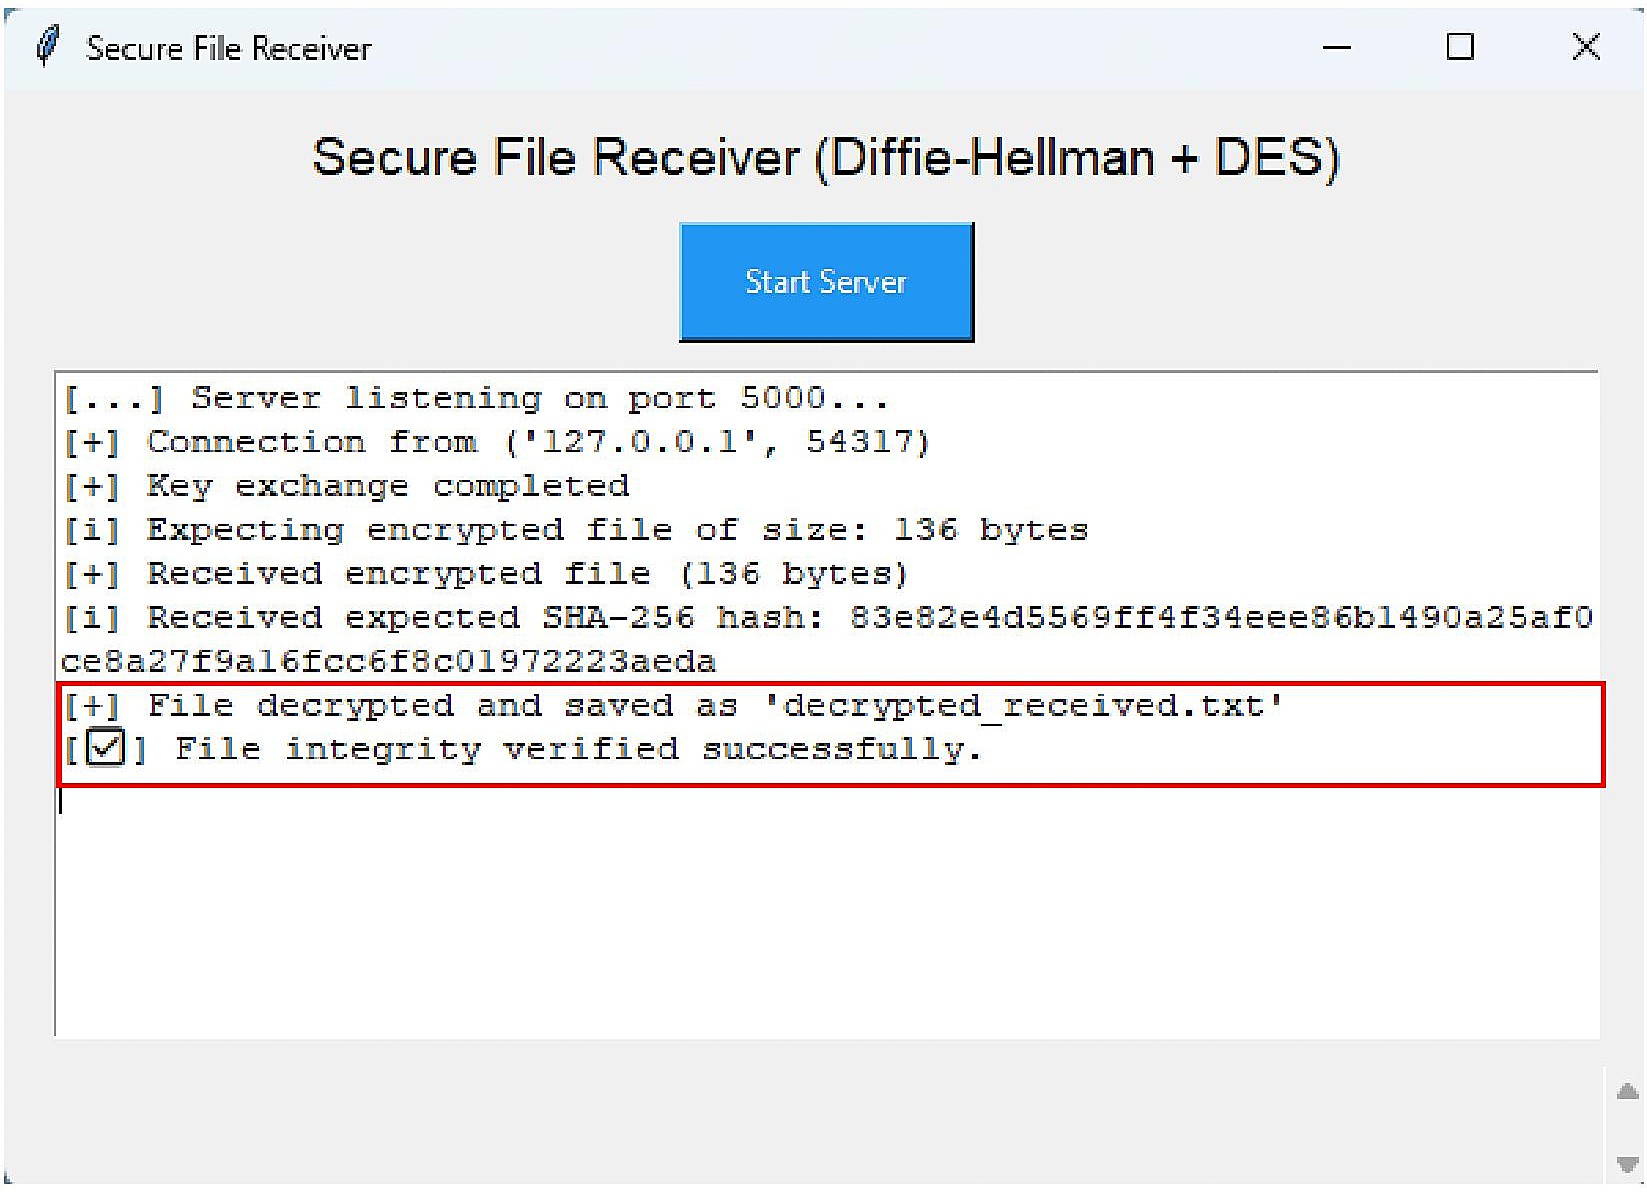 Secure File Receiver
Secure File Receiver (Diffie-Hellman + DES)
Start Server
[...] Server listening on port 5000...
[+] Connection from ('127.0.0.1', 54317)
[+] Key exchange completed
[i] Expecting encrypted file of size: 136 bytes
[+] Received encrypted file (136 bytes)
[i] Received expected SHA-256 hash: 83e82e4d5569ff4f34eee86b1490a25af0
ce8a27f9a16fcc6f8c01972223aeda
[+] File decrypted and saved as 'decrypted_received.txt'
[☑] File integrity verified successfully.